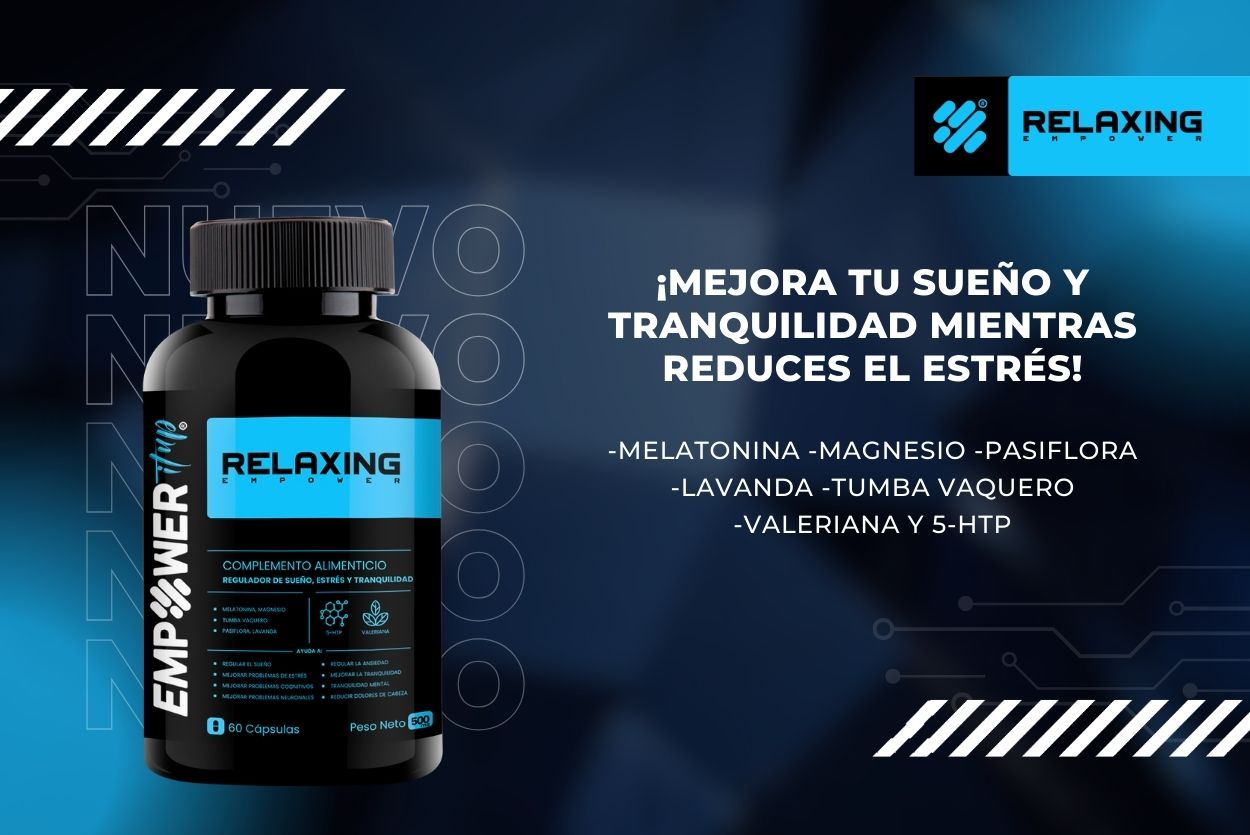 NUEVO
NUEVO
NUEVO
NUEVO
NUEVO
RELAXING
EMPOWER
¡MEJORA TU SUEÑO Y
TRANQUILIDAD MIENTRAS
REDUCES EL ESTRÉS!
-MELATONINA -MAGNESIO -PASIFLORA
-LAVANDA -TUMBA VAQUERO
-VALERIANA Y 5-HTP
EMPOWER ®
RELAXING
EMPOWER
COMPLEMENTO ALIMENTICIO
REGULADOR DE SUEÑO, ESTRÉS Y TRANQUILIDAD
MELATONINA, MAGNESIO
TUMBA VAQUERO
PASIFLORA, LAVANDA
5-HTP
VALERIANA
AYUDA A:
REGULAR EL SUEÑO
MEJORAR PROBLEMAS DE ESTRÉS
MEJORAR PROBLEMAS COGNITIVOS
MEJORAR PROBLEMAS NEURONALES
REGULAR LA ANSIEDAD
MEJORAR LA TRANQUILIDAD
TRANQUILIDAD MENTAL
REDUCIR DOLORES DE CABEZA
60 Cápsulas
Peso Neto 500